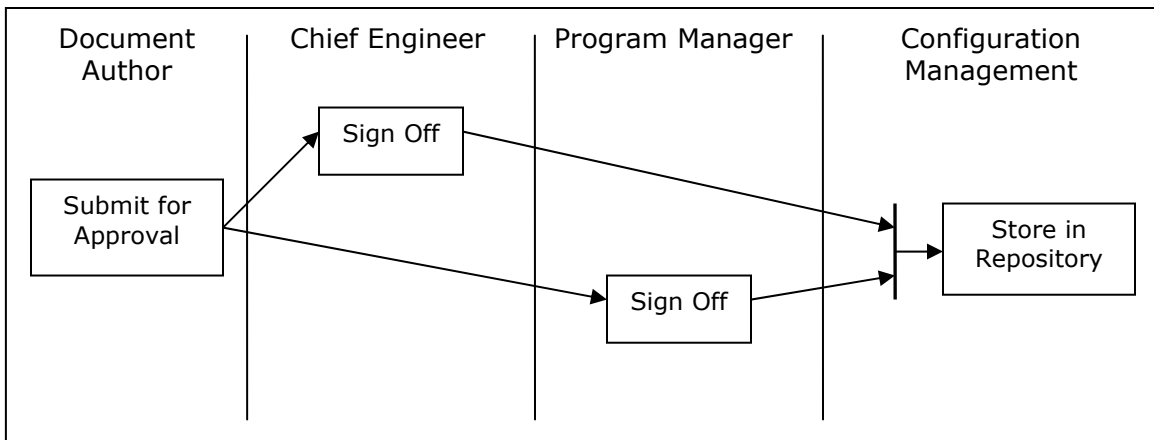 Document
Author
Chief Engineer
Program Manager
Configuration
Management
Sign Off
Submit for
Approval
Store in
Repository
Sign Off